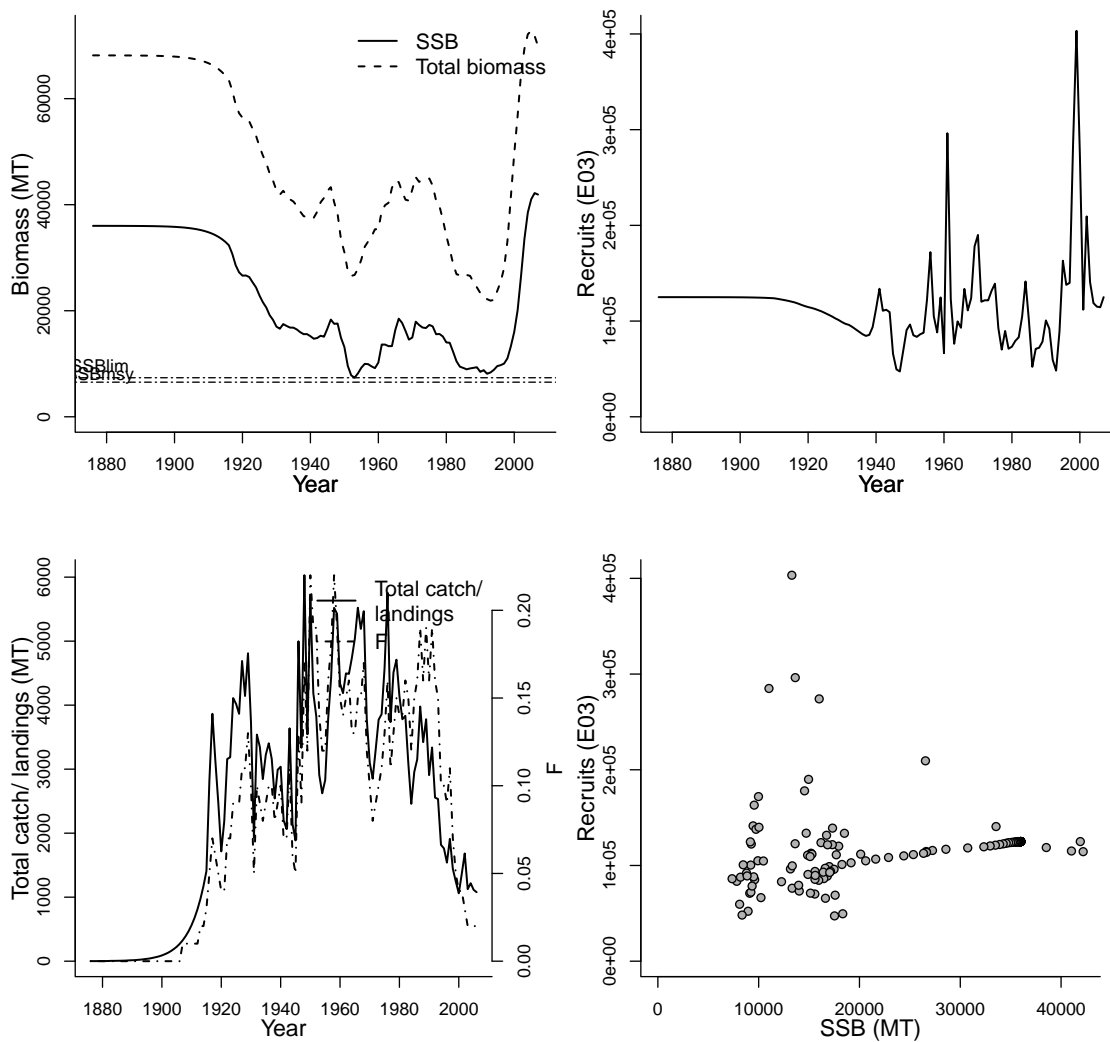 SSB
Total biomass
Biomass (MT)
0
20000
40000
60000
SSBlim
SSBmsy
1880 1900 1920 1940 1960 1980 2000
Year
Recruits (E03)
0e+00
1e+05
2e+05
3e+05
4e+05
1880 1900 1920 1940 1960 1980 2000
Year
Total catch/ landings (MT)
0
1000
2000
3000
4000
5000
6000
Total catch/
landings
F
0.00
0.05
0.10
0.15
0.20
F
1880 1900 1920 1940 1960 1980 2000
Year
Recruits (E03)
0e+00
1e+05
2e+05
3e+05
4e+05
0 10000 20000 30000 40000
SSB (MT)